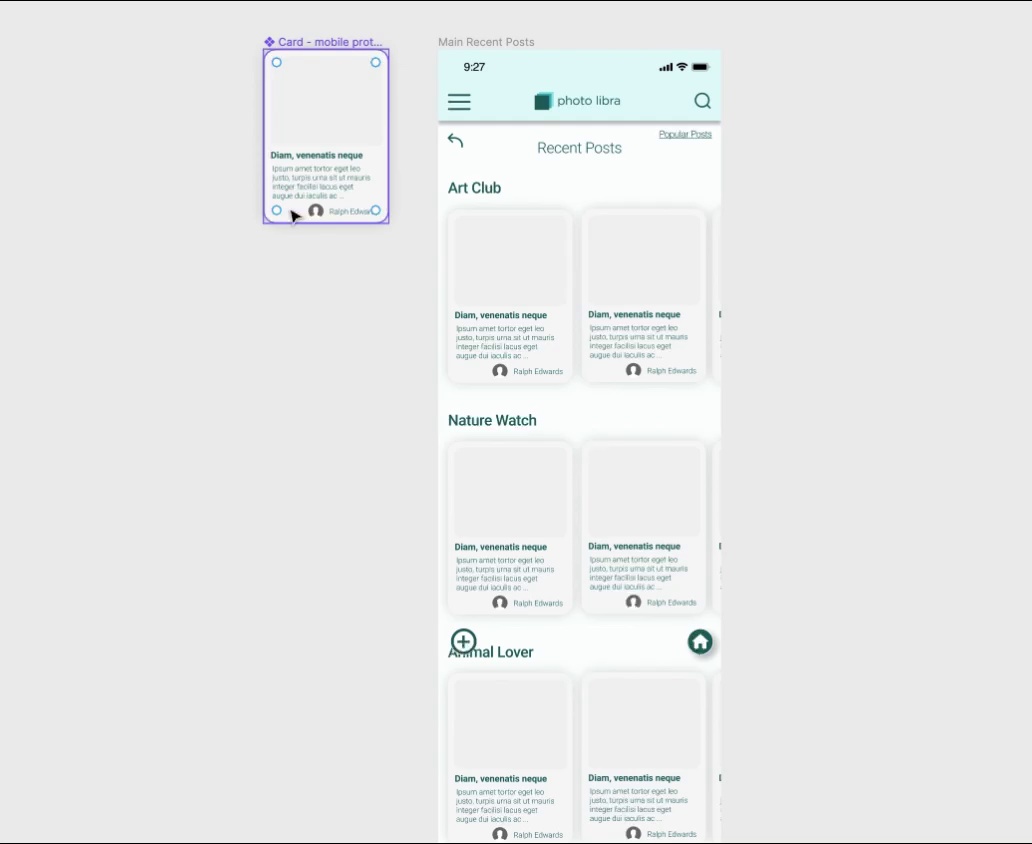 Card - mobile prot...
Diam, venenatis neque
Ipsum amet tortor eget leo
justo, turpis urna sit ut mauris
integer facilisi lacus eget
augue dui iaculis ac ...
Ralph Edwar
Main Recent Posts
9:27
photo libra
Popular Posts
Recent Posts
Art Club
Diam, venenatis neque
Ipsum amet tortor eget leo
justo, turpis urna sit ut mauris
integer facilisi lacus eget
augue dui iaculis ac ...
Ralph Edwards
Diam, venenatis neque
Ipsum amet tortor eget leo
justo, turpis urna sit ut mauris
integer facilisi lacus eget
augue dui iaculis ac ...
Ralph Edwards
Nature Watch
Diam, venenatis neque
Ipsum amet tortor eget leo
justo, turpis urna sit ut mauris
integer facilisi lacus eget
augue dui iaculis ac ...
Ralph Edwards
Diam, venenatis neque
Ipsum amet tortor eget leo
justo, turpis urna sit ut mauris
integer facilisi lacus eget
augue dui iaculis ac ...
Ralph Edwards
Animal Lover
Diam, venenatis neque
Ipsum amet tortor eget leo
justo, turpis urna sit ut mauris
integer facilisi lacus eget
augue dui iaculis ac ...
Ralph Edwards
Diam, venenatis neque
Ipsum amet tortor eget leo
justo, turpis urna sit ut mauris
integer facilisi lacus eget
augue dui iaculis ac ...
Ralph Edwards